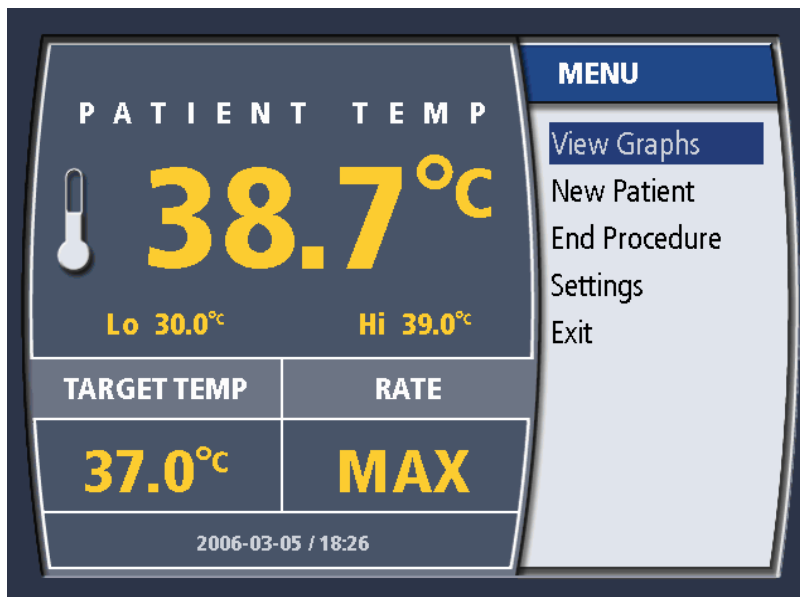 PATIENT TEMP
38.7°C
Lo 30.0°C
Hi 39.0°C
TARGET TEMP
RATE
37.0°C
MAX
2006-03-05 / 18:26
MENU
View Graphs
New Patient
End Procedure
Settings
Exit